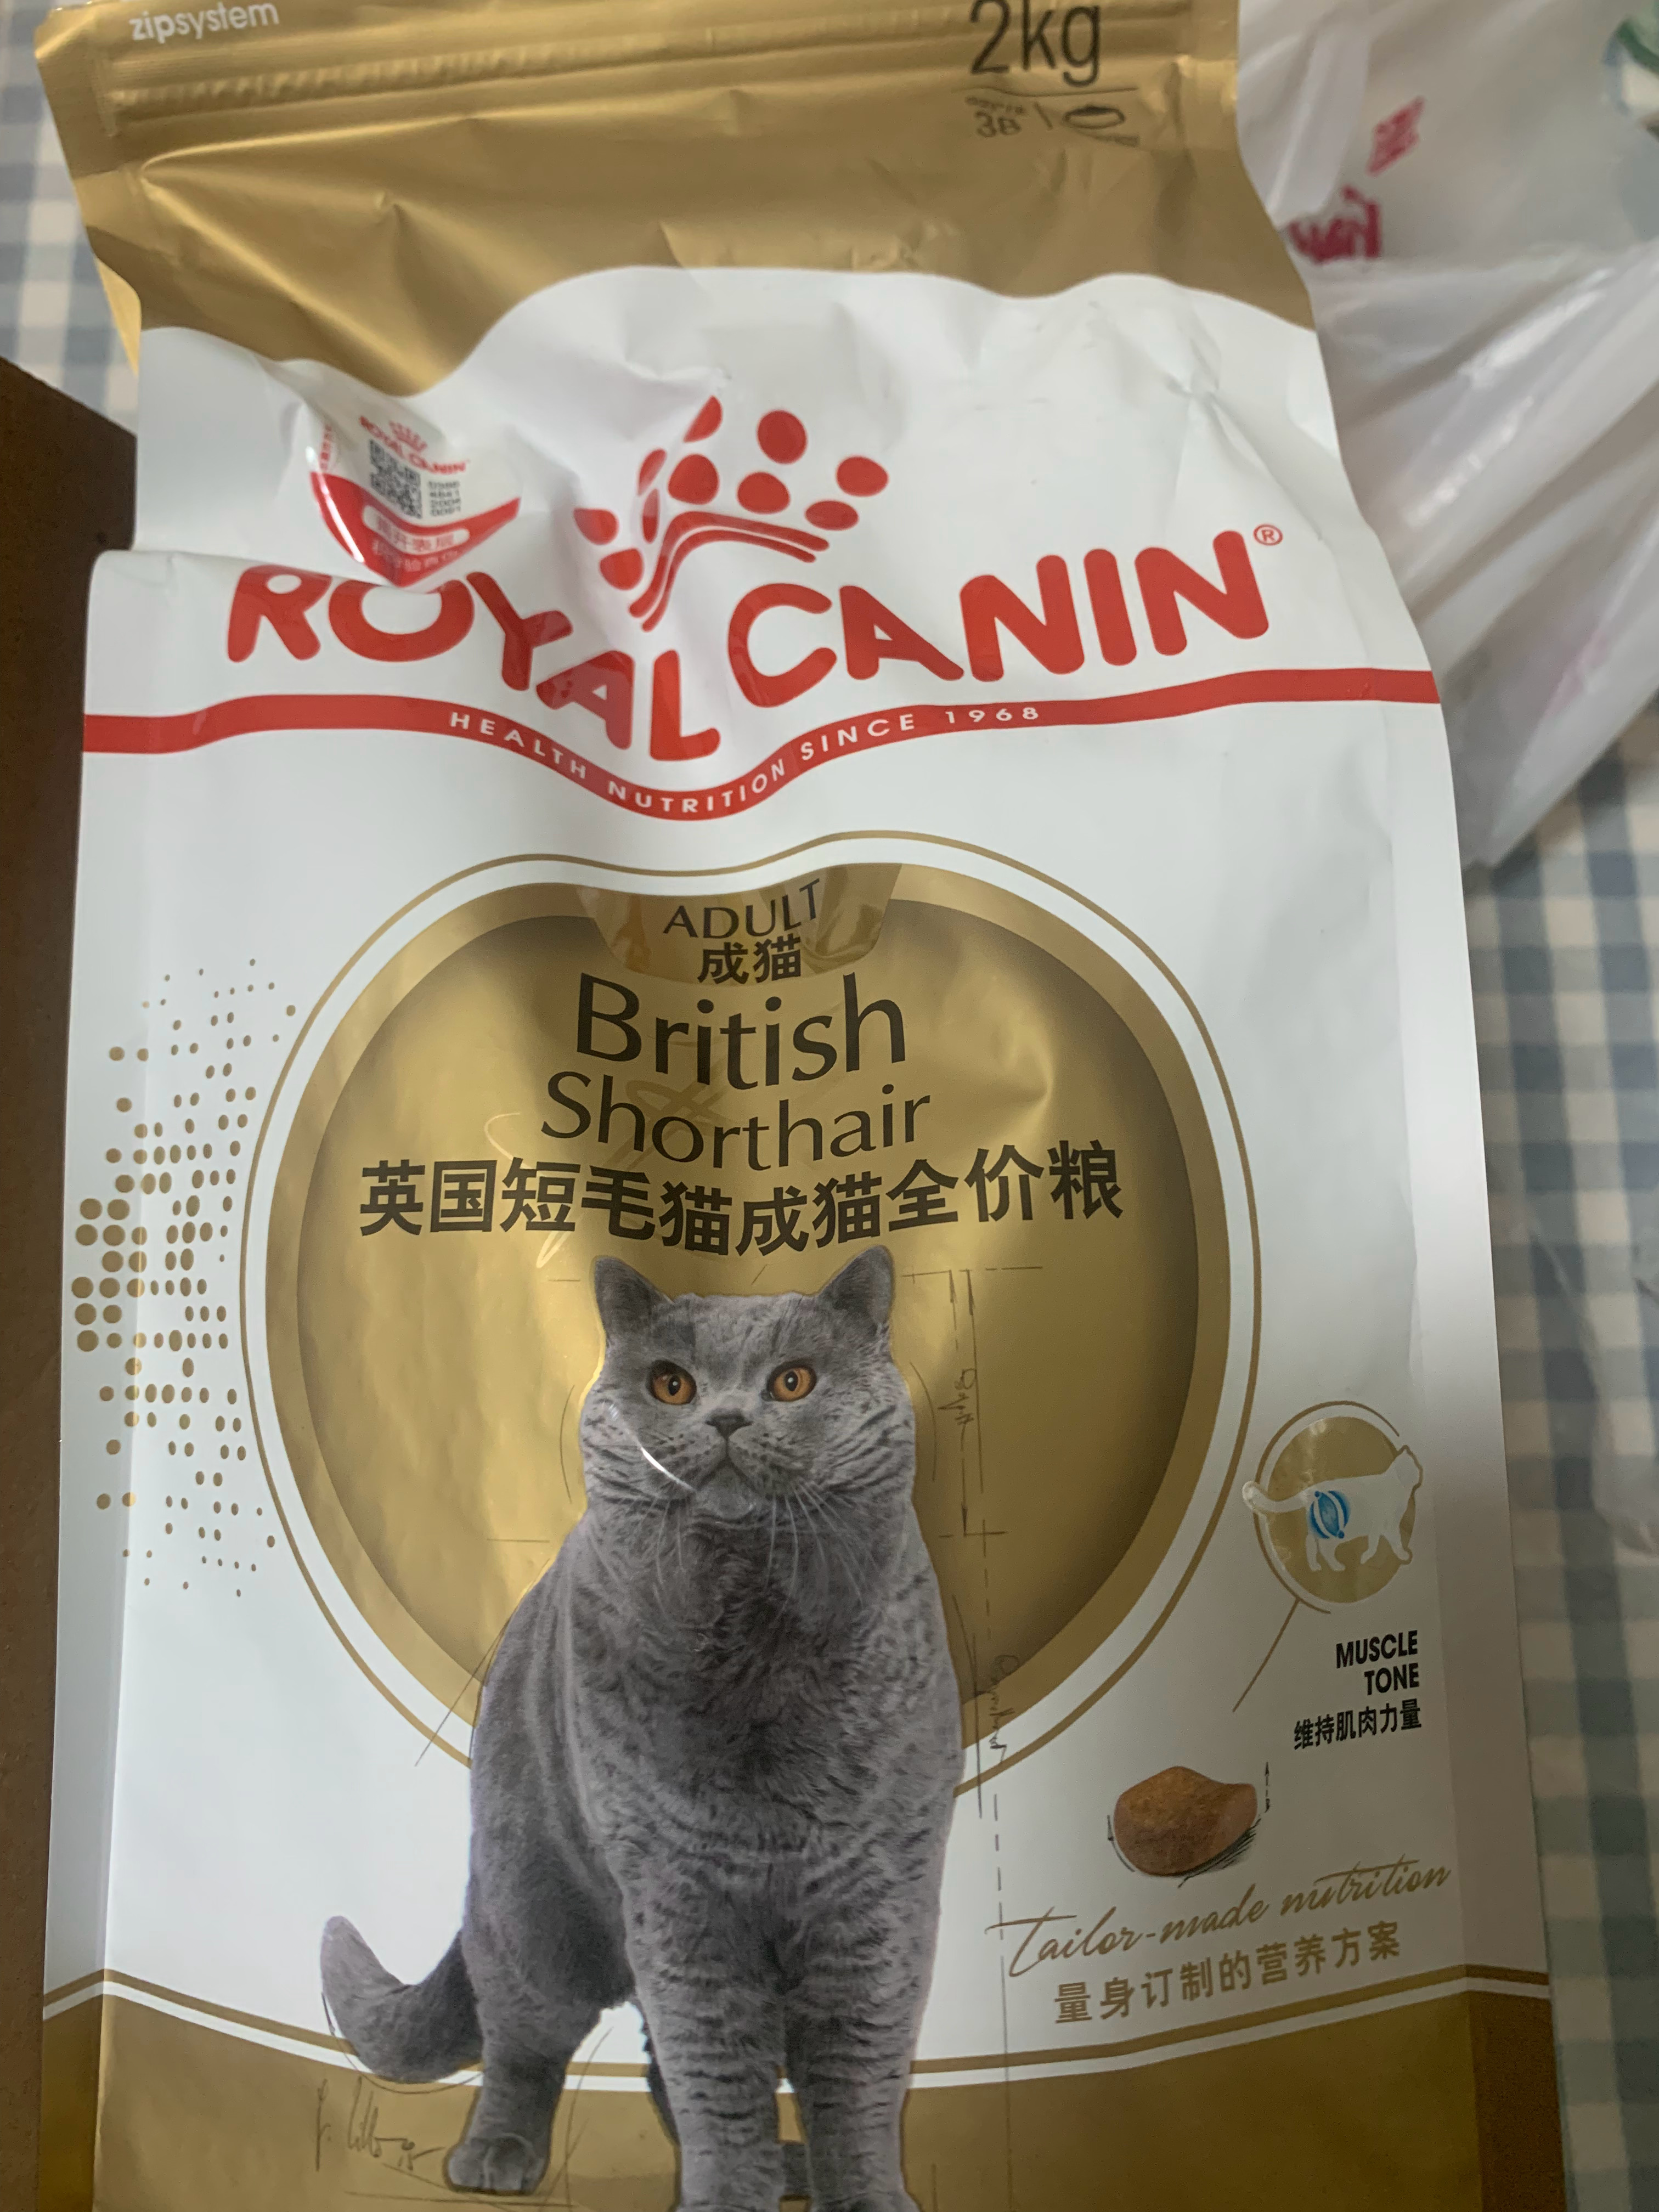 zipsystem
2kg
ROYAL CANIN
ROYAL CANIN®
HEALTH NUTRITION SINCE 1968
ADULT
成猫
British
Shorthair
英国短毛猫成猫全价粮
MUSCLE
TONE
维持肌肉力量
Tailor-made nutrition
量身订制的营养方案